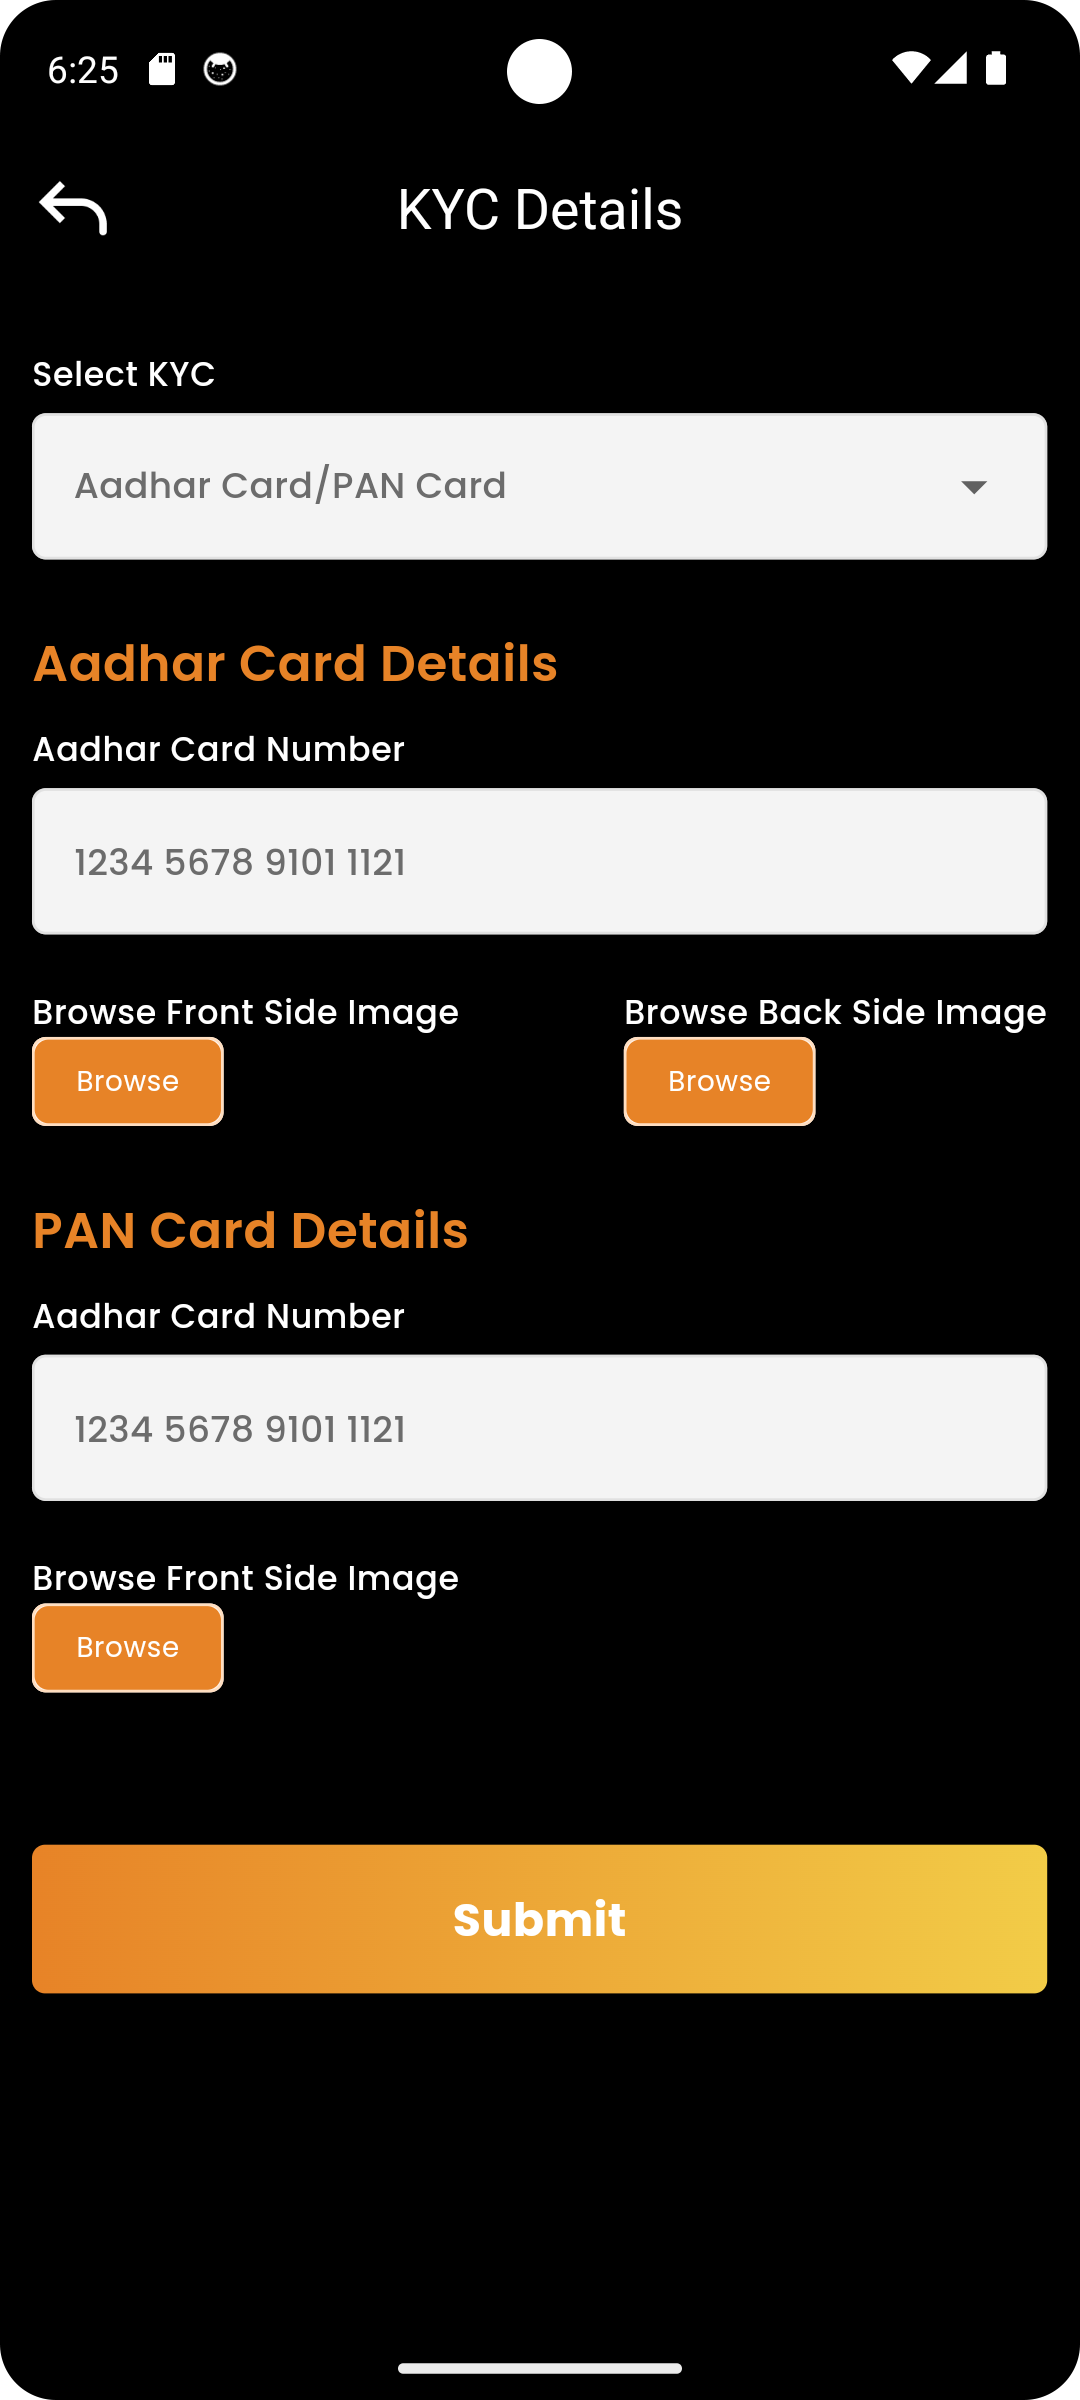 6:25
KYC Details
Select KYC
Aadhar Card/PAN Card
Aadhar Card Details
Aadhar Card Number
1234 5678 9101 1121
Browse Front Side Image Browse Back Side Image
Browse Browse
PAN Card Details
Aadhar Card Number
1234 5678 9101 1121
Browse Front Side Image
Browse
Submit